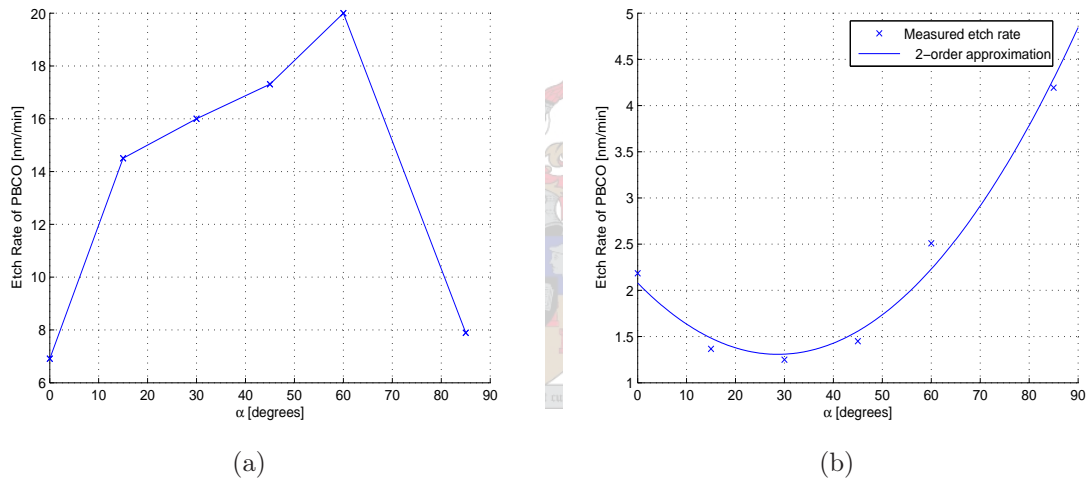 20
18
16
14
12
10
8
6
Etch Rate of PBCO [nm/min]
0 10 20 30 40 50 60 70 80 90
α [degrees]
(a)
5
4.5
4
3.5
3
2.5
2
1.5
1
Etch Rate of PBCO [nm/min]
Measured etch rate
2−order approximation
0 10 20 30 40 50 60 70 80 90
α [degrees]
(b)